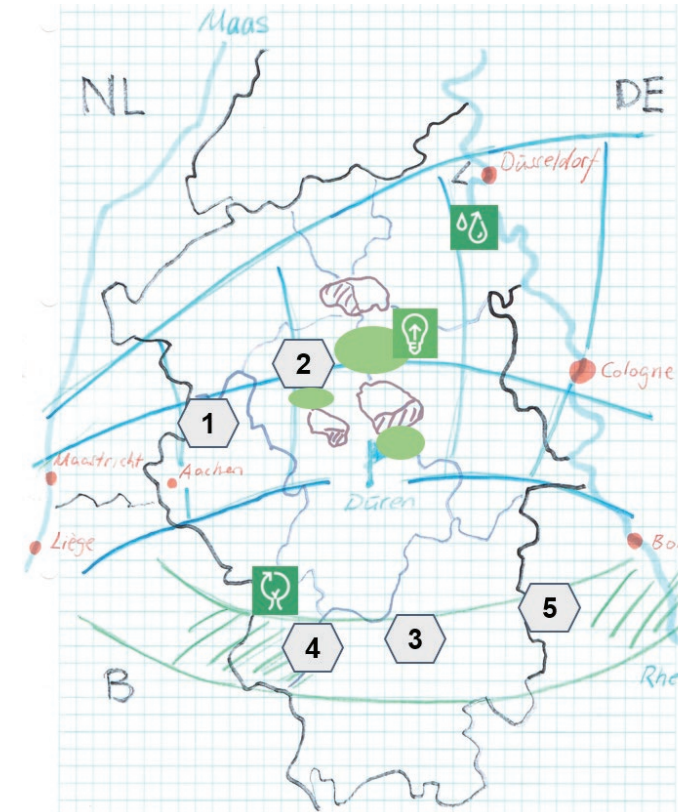 Maas
NL
DE
Düsseldorf
2
Cologne
1
Maastricht
Aachen
Düren
Liège
Bo
5
3
4
B
Rhe